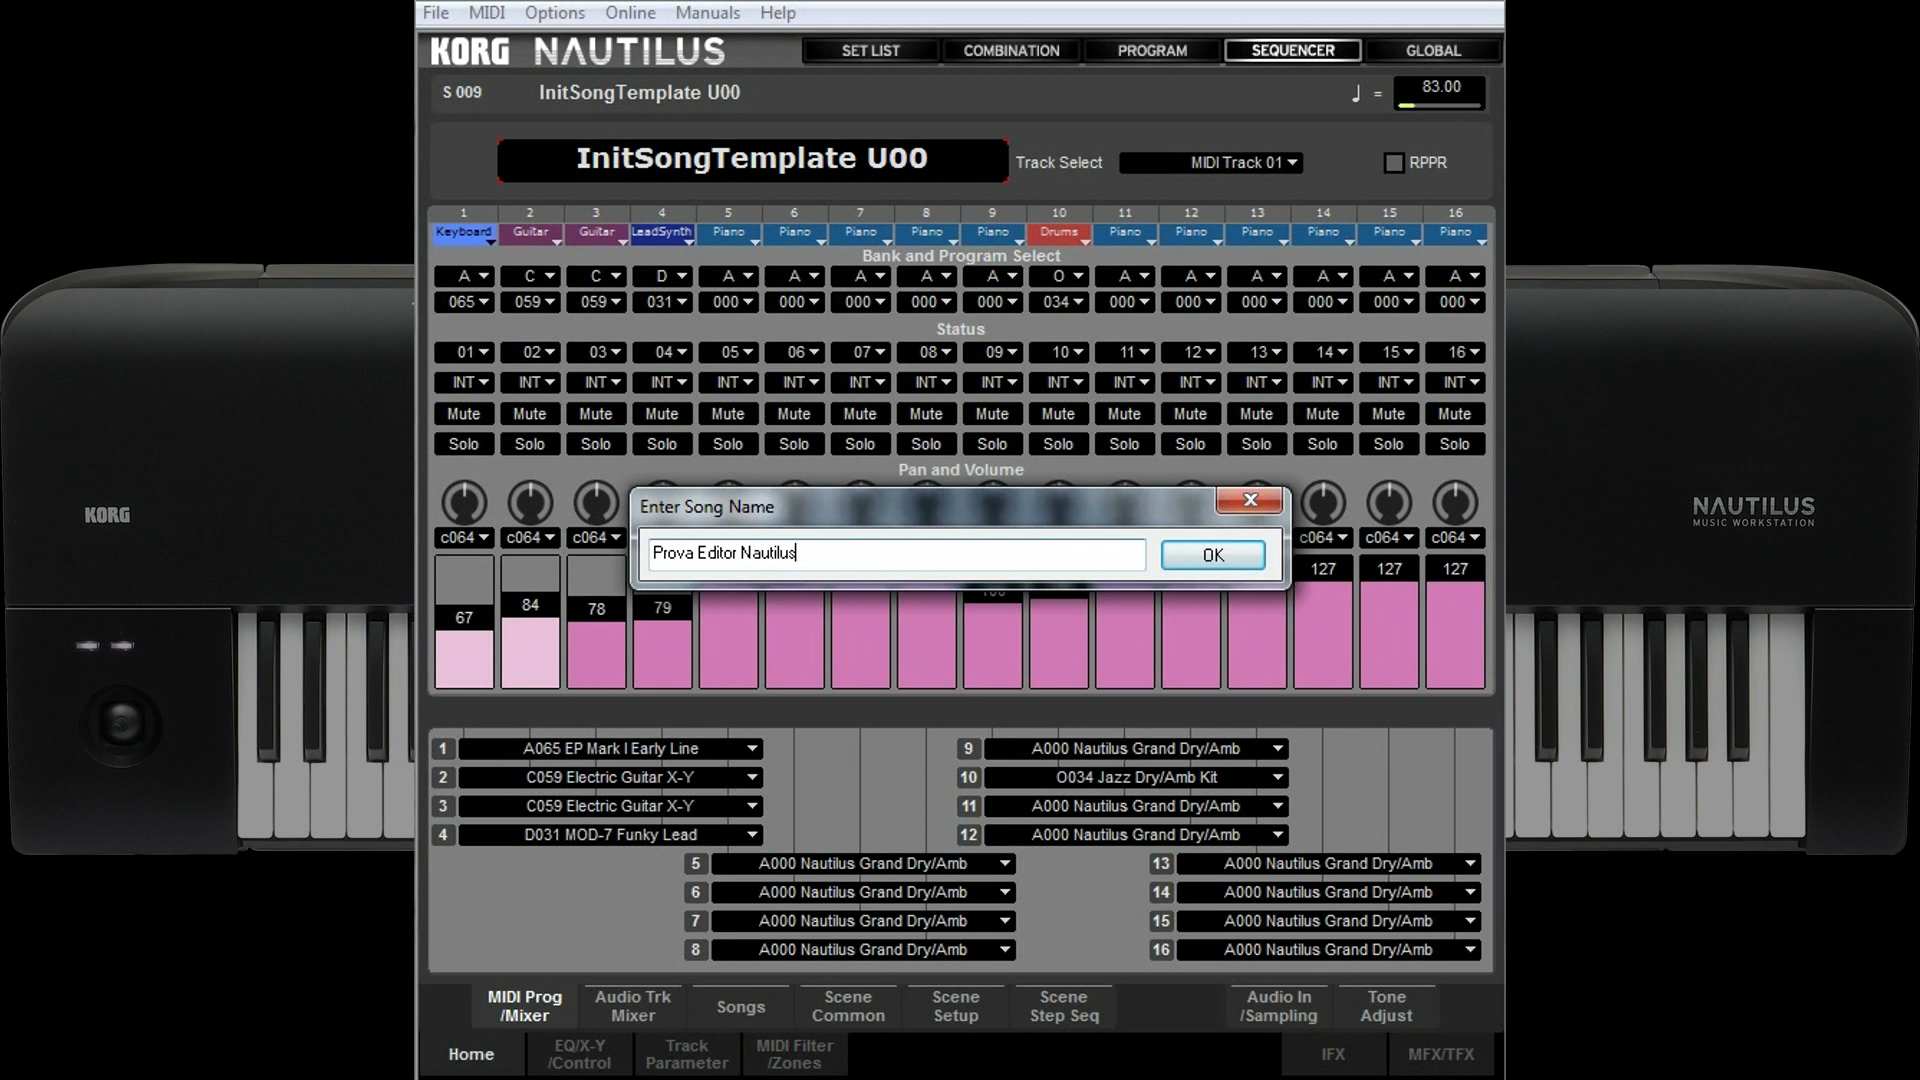 File MIDI Options Online Manuals Help
KORG NAUTILUS SET LIST COMBINATION PROGRAM SEQUENCER GLOBAL
S 009 InitSongTemplate U00 ♩ = 83.00
InitSongTemplate U00 Track Select MIDI Track 01 RPPR
1 2 3 4 5 6 7 8 9 10 11 12 13 14 15 16
Keyboard Guitar Guitar LeadSynth Piano Piano Piano Piano Piano Drums Piano Piano Piano Piano Piano Piano
Bank and Program Select
A C C D A A A A A O A A A A A A
065 059 059 031 000 000 000 000 000 034 000 000 000 000 000 000
Status
01 02 03 04 05 06 07 08 09 10 11 12 13 14 15 16
INT INT INT INT INT INT INT INT INT INT INT INT INT INT INT INT
Mute Mute Mute Mute Mute Mute Mute Mute Mute Mute Mute Mute Mute Mute Mute Mute
Solo Solo Solo Solo Solo Solo Solo Solo Solo Solo Solo Solo Solo Solo Solo Solo
Pan and Volume
Enter Song Name
KORG
NAUTILUS
MUSIC WORKSTATION
c064 c064 c064 c064 c064 c064
Prova Editor Nautilus OK
67 84 78 79 127 127 127
1 A065 EP Mark I Early Line 9 A000 Nautilus Grand Dry/Amb
2 C059 Electric Guitar X-Y 10 O034 Jazz Dry/Amb Kit
3 C059 Electric Guitar X-Y 11 A000 Nautilus Grand Dry/Amb
4 D031 MOD-7 Funky Lead 12 A000 Nautilus Grand Dry/Amb
5 A000 Nautilus Grand Dry/Amb 13 A000 Nautilus Grand Dry/Amb
6 A000 Nautilus Grand Dry/Amb 14 A000 Nautilus Grand Dry/Amb
7 A000 Nautilus Grand Dry/Amb 15 A000 Nautilus Grand Dry/Amb
8 A000 Nautilus Grand Dry/Amb 16 A000 Nautilus Grand Dry/Amb
MIDI Prog Audio Trk Songs Scene Scene Scene Audio In Tone
/Mixer Mixer Common Setup Step Seq /Sampling Adjust
Home EQ/X-Y Track MIDI Filter IFX MFX/TFX
/Control Parameter /Zones